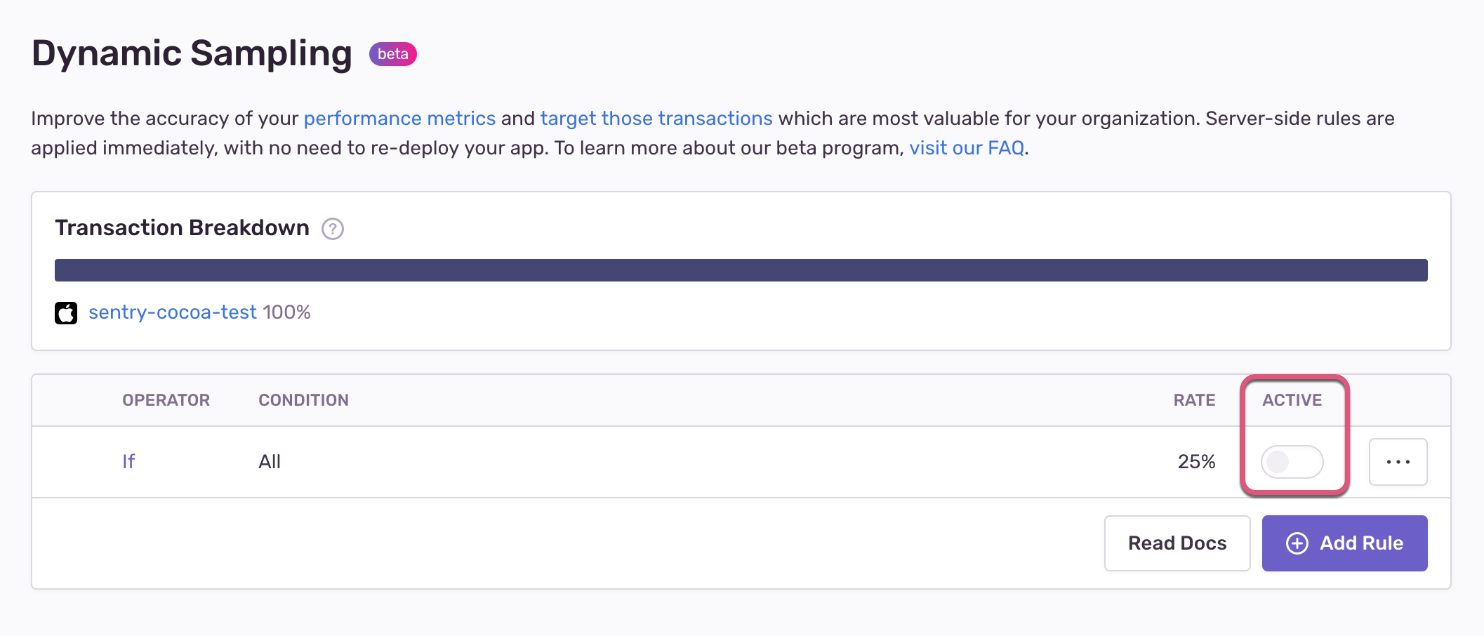 Dynamic Sampling beta
Improve the accuracy of your performance metrics and target those transactions which are most valuable for your organization. Server-side rules are
applied immediately, with no need to re-deploy your app. To learn more about our beta program, visit our FAQ.
Transaction Breakdown ?
sentry-cocoa-test 100%
OPERATOR CONDITION RATE ACTIVE
If All 25%
Read Docs Add Rule